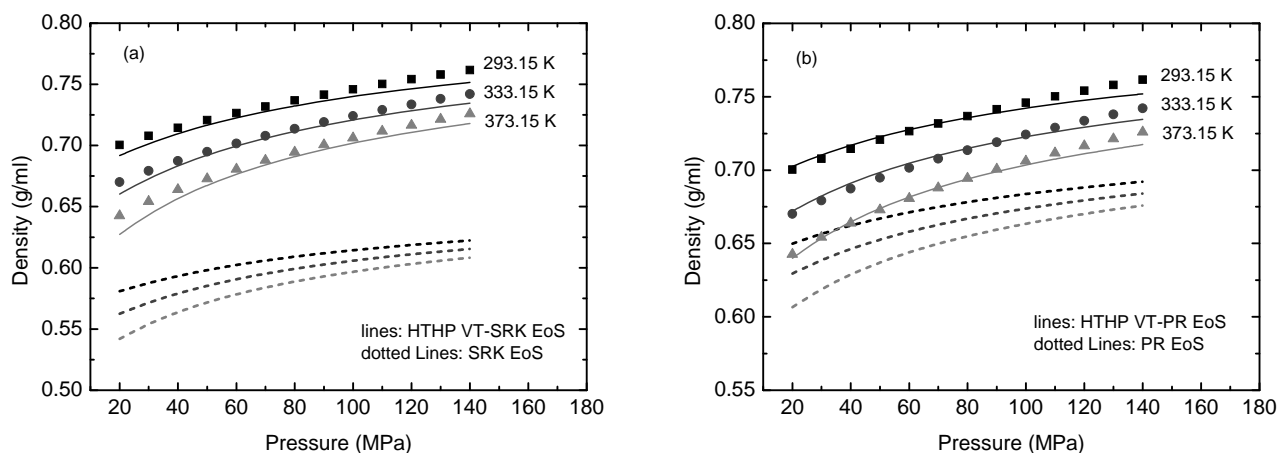 0.80
0.75
0.70
0.65
0.60
0.55
0.50
Density (g/ml)
(a)
293.15 K
333.15 K
373.15 K
lines: HTHP VT-SRK EoS
dotted Lines: SRK EoS
20 40 60 80 100 120 140 160 180
Pressure (MPa)
0.80
0.75
0.70
0.65
0.60
0.55
Density (g/ml)
(b)
293.15 K
333.15 K
373.15 K
lines: HTHP VT-PR EoS
dotted Lines: PR EoS
20 40 60 80 100 120 140 160 180
Pressure (MPa)